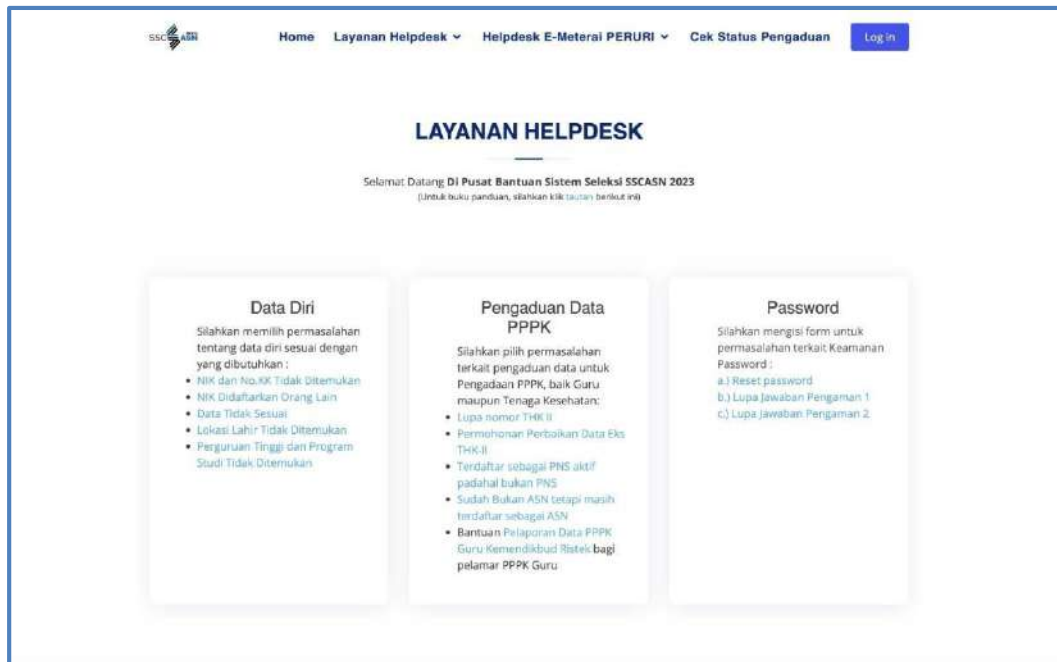 SSCASN
Home Layanan Helpdesk Helpdesk E-Meterai PERURI Cek Status Pengaduan Log in
LAYANAN HELPDESK
Selamat Datang Di Pusat Bantuan Sistem Seleksi SSCASN 2023
(Untuk buku panduan, silahkan klik tautan berikut ini)
Data Diri
Silahkan memilih permasalahan
tentang data diri sesuai dengan
yang dibutuhkan :
• NIK dan No.KK Tidak Ditemukan
• NIK Didaftarkan Orang Lain
• Data Tidak Sesuai
• Lokasi Lahir Tidak Ditemukan
• Perguruan Tinggi dan Program
Studi Tidak Ditemukan
Pengaduan Data
PPPK
Silahkan pilih permasalahan
terkait pengaduan data untuk
Pengadaan PPPK, baik Guru
maupun Tenaga Kesehatan:
• Lupa nomor THK II
• Permohonan Perbaikan Data Eks
THK-II
• Terdaftar sebagai PNS aktif
padahal bukan PNS
• Sudah Bukan ASN tetapi masih
terdaftar sebagai ASN
• Bantuan Pelaporan Data PPPK
Guru Kemendikbud Ristek bagi
pelamar PPPK Guru
Password
Silahkan mengisi form untuk
permasalahan terkait Keamanan
Password :
a.) Reset password
b.) Lupa Jawaban Pengaman 1
c.) Lupa Jawaban Pengaman 2